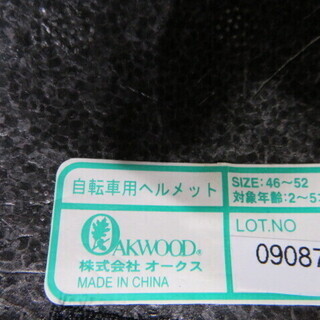 自転車用ヘルメット
SIZE:46～52
対象年齢:2～5
OAKWOOD®
株式会社 オークス
MADE IN CHINA
LOT.NO
09087